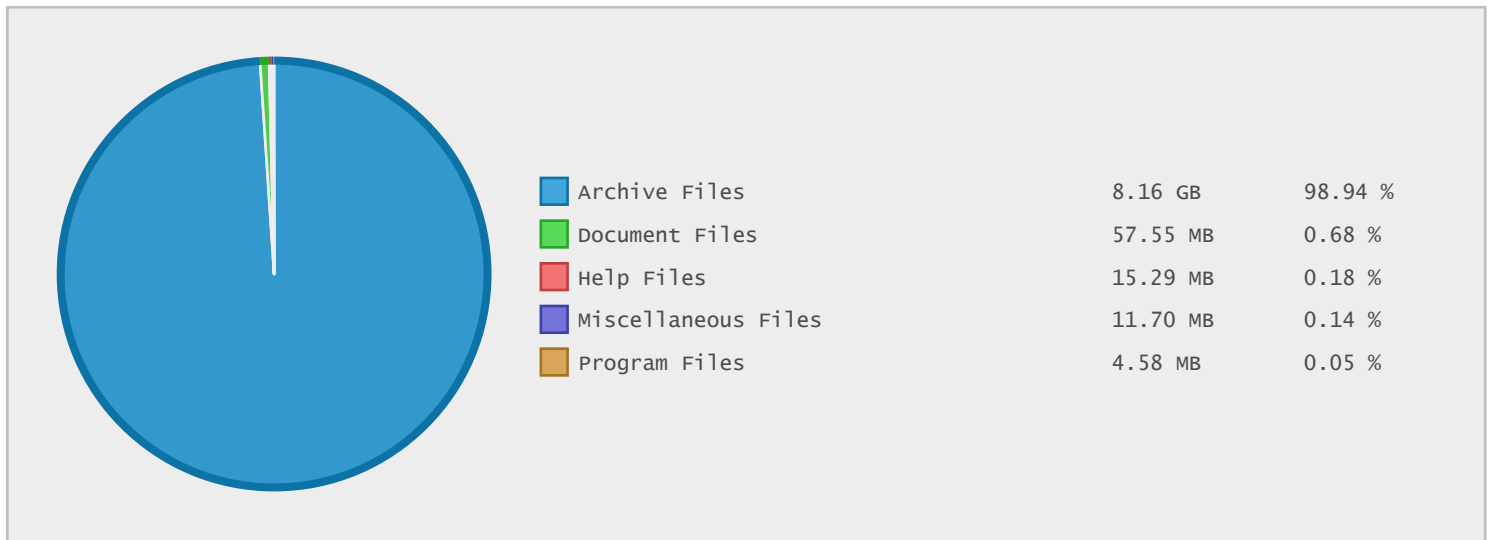 Archive Files 8.16 GB 98.94 %
Document Files 57.55 MB 0.68 %
Help Files 15.29 MB 0.18 %
Miscellaneous Files 11.70 MB 0.14 %
Program Files 4.58 MB 0.05 %